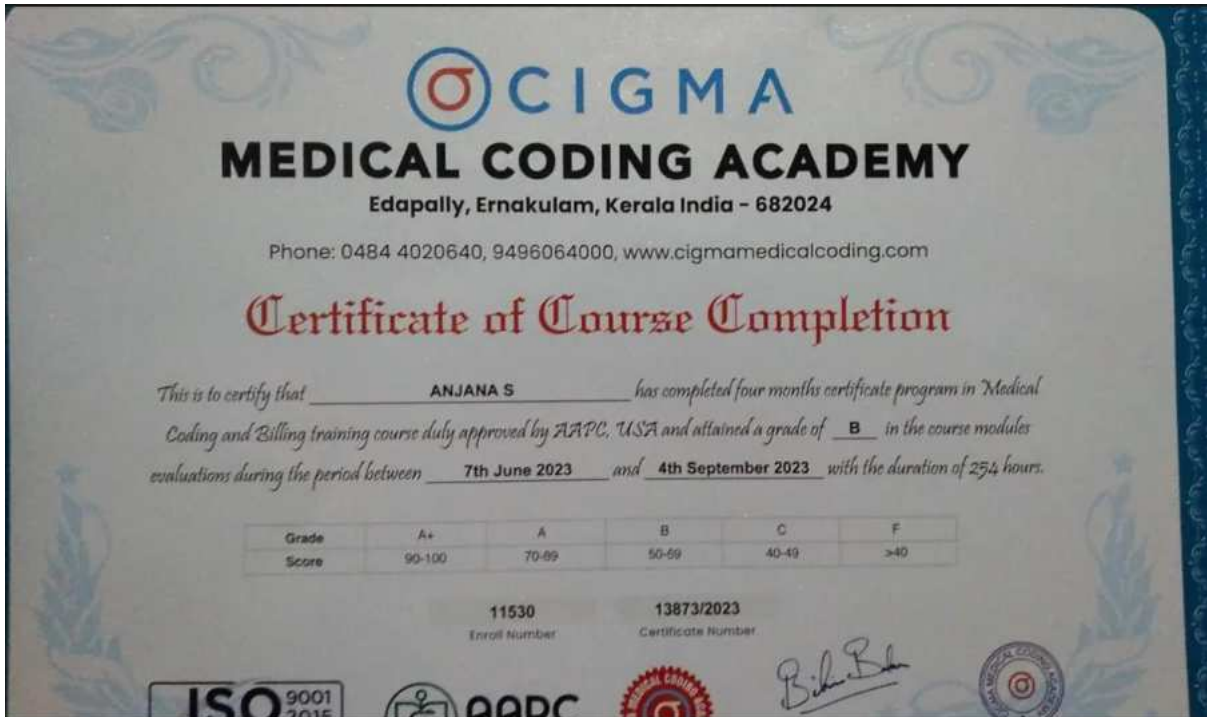 CIGMA
MEDICAL CODING ACADEMY
Edapally, Ernakulam, Kerala India - 682024
Phone: 0484 4020640, 9496064000, www.cigmamedicalcoding.com
Certificate of Course Completion
This is to certify that ANJANA S has completed four months certificate program in Medical
Coding and Billing training course duly approved by AAPC, USA and attained a grade of B in the course modules
evaluations during the period between 7th June 2023 and 4th September 2023 with the duration of 254 hours.
Grade A+ A B C F
Score 90-100 70-89 50-69 40-49 >40
11530 13873/2023
Enroll Number Certificate Number
ISO 9001 2015 AAPC MEDICAL CODING